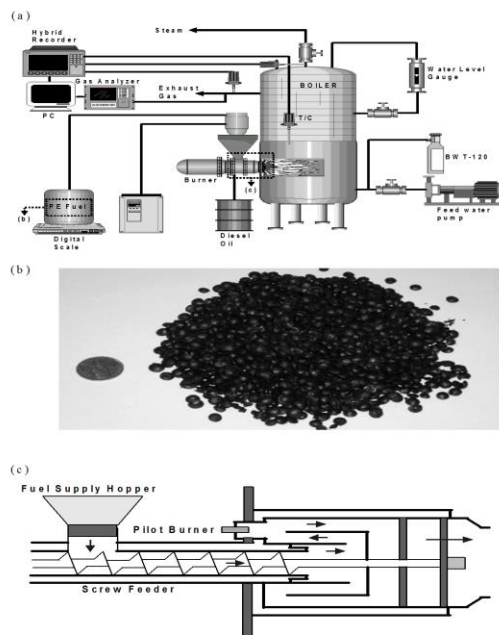 (a)
Steam
Hybrid
Recorder
Gas Analyzer
Exhaust
Gas
PC
BOILER
Water Level
Gauge
T/C
BW T-120
Burner
(c)
(b)
PE Fuel
Digital
Scale
Diesel
Oil
Feed water
pump
(b)
(c)
Fuel Supply Hopper
Pilot Burner
Screw Feeder